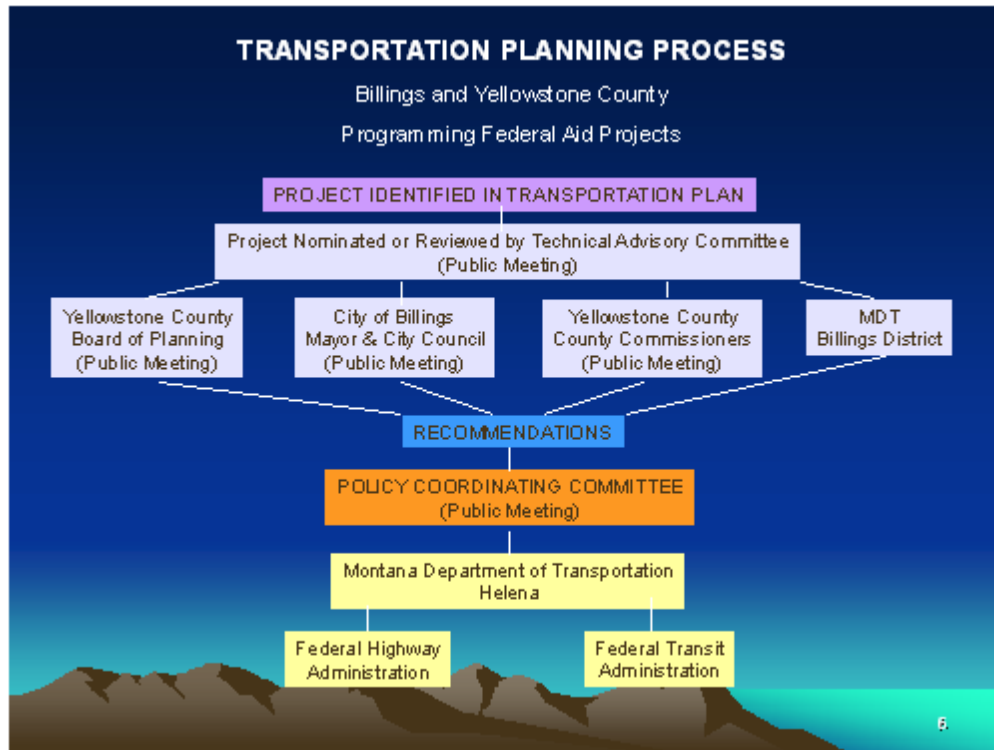 TRANSPORTATION PLANNING PROCESS
Billings and Yellowstone County
Programming Federal Aid Projects
PROJECT IDENTIFIED IN TRANSPORTATION PLAN
Project Nominated or Reviewed by Technical Advisory Committee
(Public Meeting)
Yellowstone County
Board of Planning
(Public Meeting)
City of Billings
Mayor & City Council
(Public Meeting)
Yellowstone County
County Commissioners
(Public Meeting)
MDT
Billings District
RECOMMENDATIONS
POLICY COORDINATING COMMITTEE
(Public Meeting)
Montana Department of Transportation
Helena
Federal Highway
Administration
Federal Transit
Administration